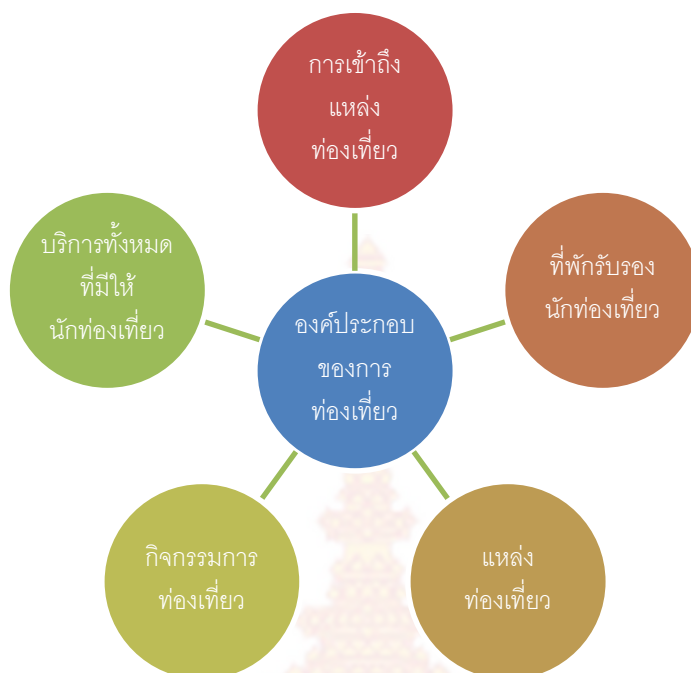 การเข้าถึง
แหล่ง
ท่องเที่ยว
บริการทั้งหมด
ที่มีให้
นักท่องเที่ยว
ที่พักรับรอง
นักท่องเที่ยว
องค์ประกอบ
ของการ
ท่องเที่ยว
กิจกรรมการ
ท่องเที่ยว
แหล่ง
ท่องเที่ยว